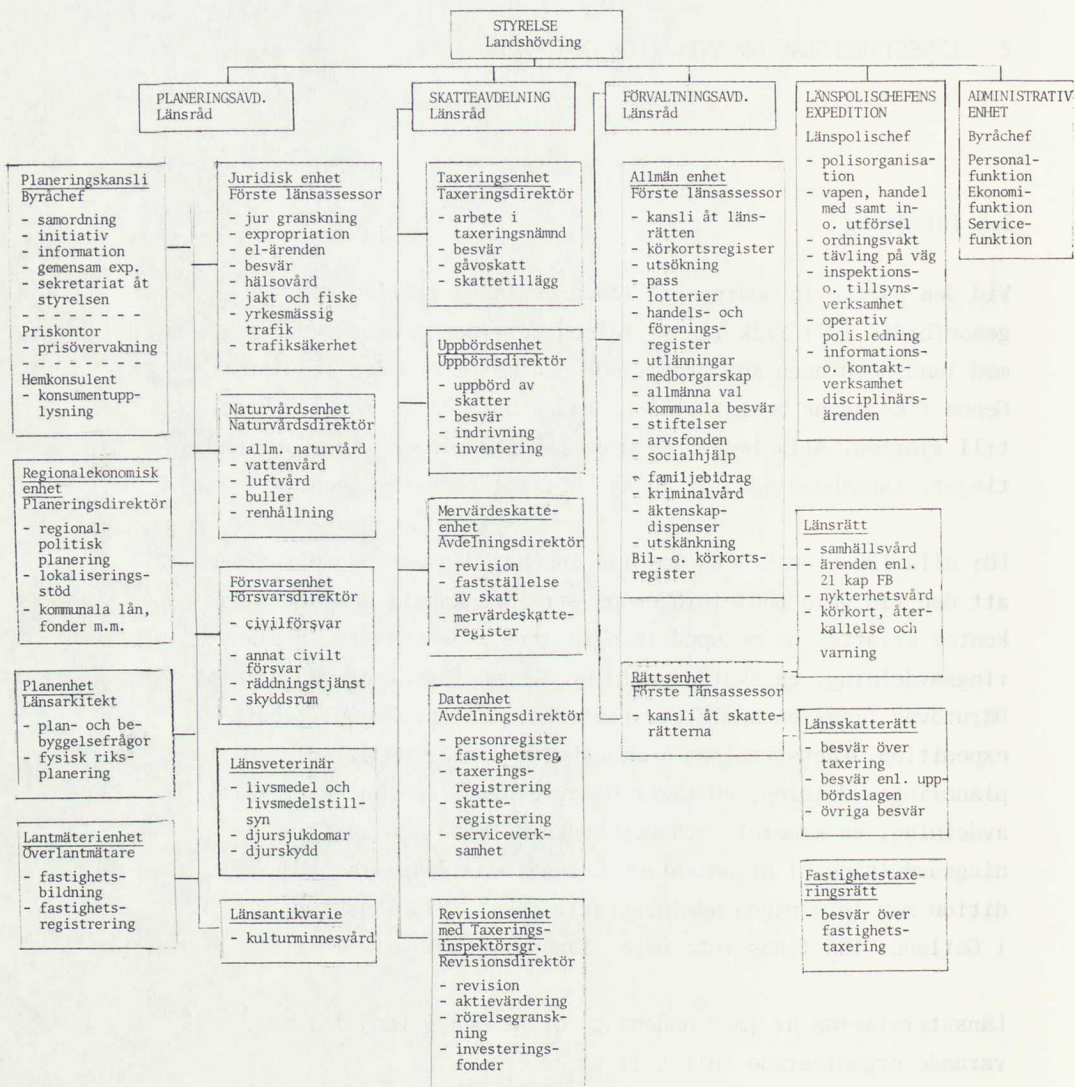 STYRELSE
Landshövding
PLANERINGSAVD.
Länsråd
SKATTEAVDELNING
Länsråd
FÖRVALTNINGSAVD.
Länsråd
LÄNSPOLISCHEFENS
EXPEDITION
Länspolischef
- polisorganisa-
tion
- vapen, handel
med samt in-
o. utförsel
- ordningsvakt
- tävling på väg
- inspektions-
o. tillsyns-
verksamhet
- operativ
polisledning
- informations-
o. kontakt-
verksamhet
- disciplinärs-
ärenden
ADMINISTRATIV
ENHET
Byråchef
Personal-
funktion
Ekonomi-
funktion
Service-
funktion
Planeringskansli
Byråchef
- samordning
- initiativ
information
- gemensam exp.
- sekretariat åt
styrelsen
Priskontor
- prisövervakning
Hemkonsulent
- konsumentupp-
lysning
Regionalekonomisk
enhet
Planeringsdirektör
- regional-
politisk
planering
- lokaliserings-
stöd
- kommunala lån,
fonder m.m.
Planenhet
Länsarkitekt
- plan- och be-
byggelsefrågor
- fysisk riks-
planering
Lantmäterienhet
Överlantmätare
- fastighets-
bildning
- fastighets-
registrering
Juridisk enhet
Förste länsassessor
- jur granskning
- expropriation
- el-ärenden
- besvär
- hälsovård
- jakt och fiske
- yrkesmässig
trafik
- trafiksäkerhet
Naturvårdsenhet
Naturvårdsdirektör
- allm. naturvård
- vattenvård
- luftvård
- buller
- renhållning
Försvarsenhet
Försvarsdirektör
- civilförsvar
- annat civilt
försvar
- räddningstjänst
- skyddsrum
Länsveterinär
- livsmedel och
livsmedelstill-
syn
- djursjukdomar
- djurskydd
Länsantikvarie
- kulturminnesvård
Taxeringsenhet
Taxeringsdirektör
- arbete i
taxeringsnämnd
- besvär
- gåvoskatt
- skattetillägg
Uppbördsenhet
Uppbördsdirektör
- uppbörd av
skatter
- besvär
- indrivning
- inventering
Mervärdeskatte-
enhet
Avdelningsdirektör
- revision
- fastställelse
av skatt
- mervärdeskatte-
register
Dataenhet
Avdelningsdirektör
- personregister
- fastighetsreg,
- taxerings-
registrering
- skatte-
registrering
- serviceverk-
samhet
Revisionsenhet
med Taxerings-
inspektörsgr.
Revisionsdirektör
- revision
- aktievärdering
- rörelsegransk-
ning
- investerings-
fonder
Allmän enhet
Förste länsassessor
- kansli åt läns-
rätten
- körkortsregister
- utsökning
- pass
- lotterier
- handels- och
förenings-
register
- utlänningar
- medborgarskap
- allmänna val
- kommunala besvär
- stiftelser
- arvsfonden
- socialhjälp
- familjebidrag
- kriminalvård
- äktenskap-
dispenser
- utskänkning
Bil- o. körkorts-
register
Rättsenhet
Förste länsassessor
- kansli åt skatte-
rätterna
Länsrätt
- samhällsvård
- ärenden enl.
21 kap FB
- nykterhetsvård
- körkort, åter-
kallelse och
varning
Länsskatterätt
- besvär över
taxering
- besvär enl. upp-
bördslagen
- övriga besvär
Fastighetstaxe-
ringsrätt
- besvär över
fastighets-
taxering